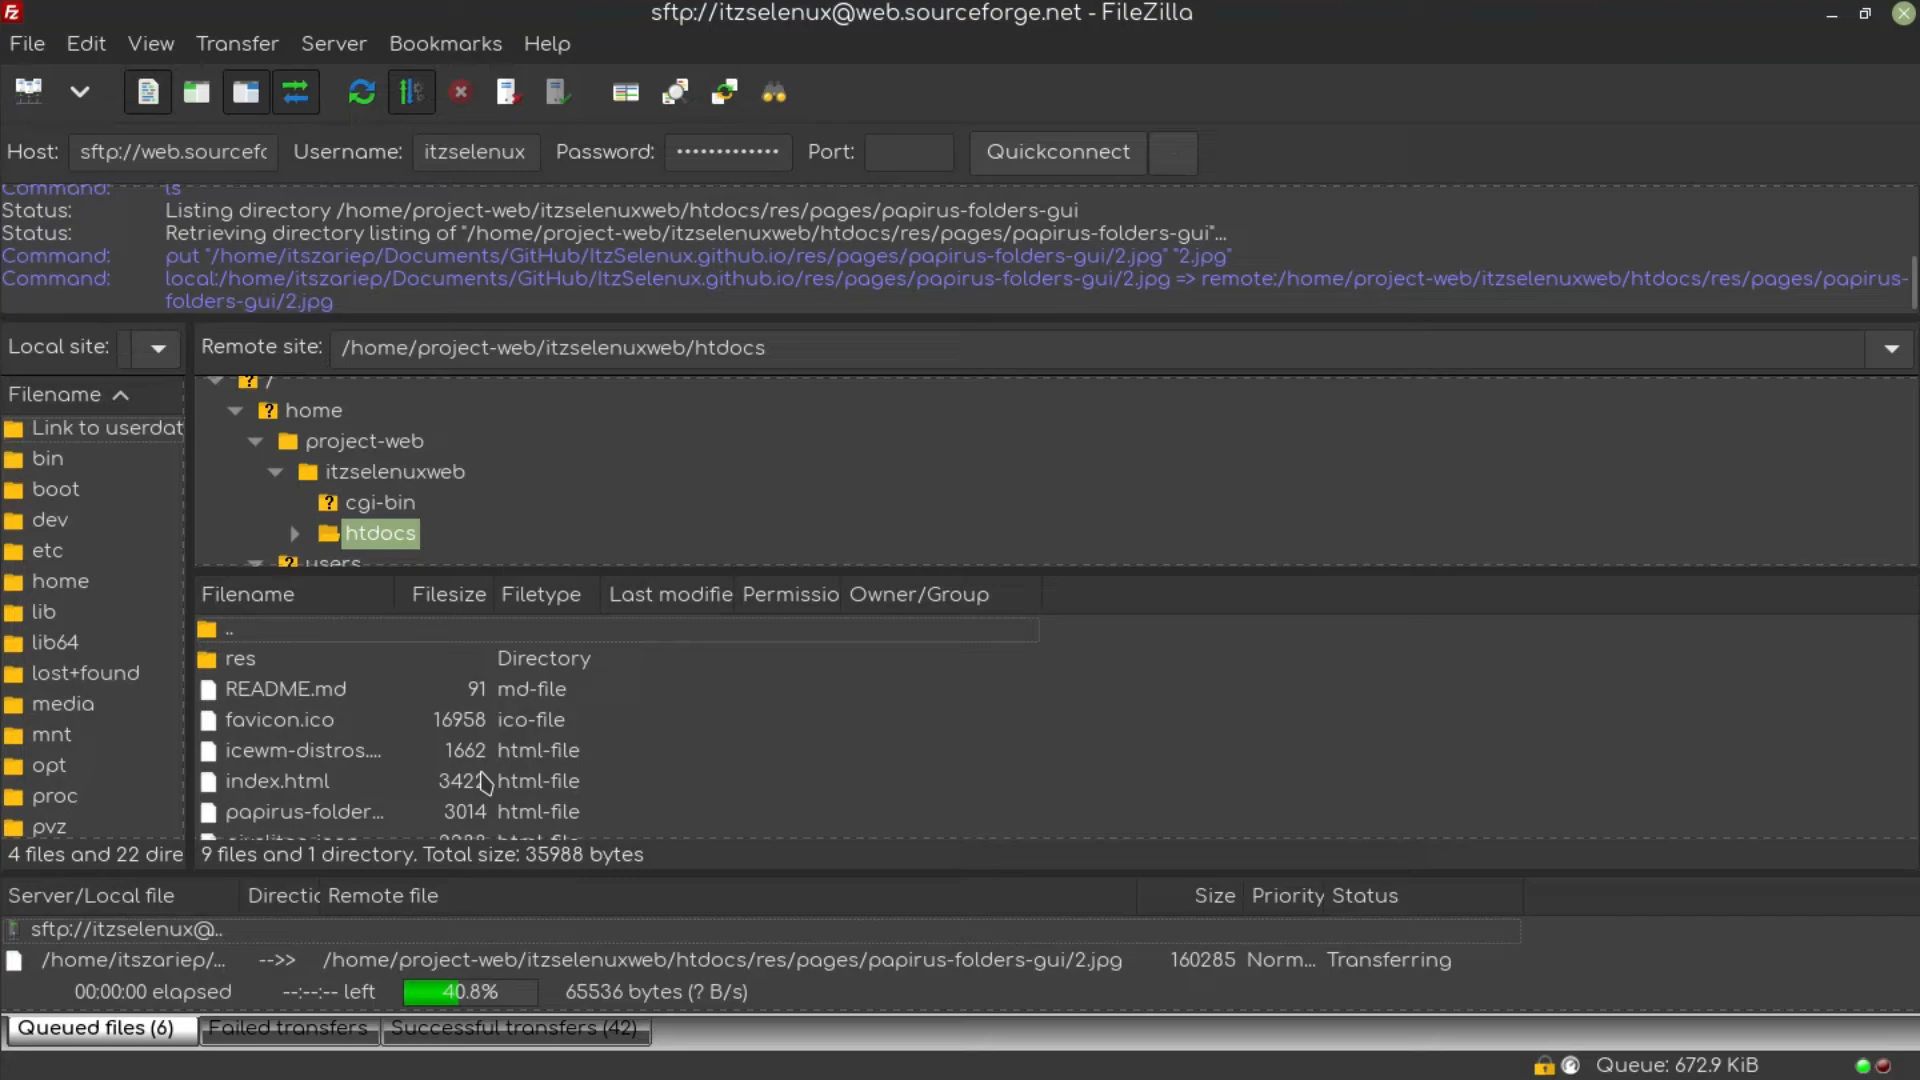 sftp://itzselenux@web.sourceforge.net - FileZilla
File Edit View Transfer Server Bookmarks Help
Host: sftp://web.sourcefc Username: itzselenux Password: ••••••••••••• Port: Quickconnect
Command: ls
Status: Listing directory /home/project-web/itzselenuxweb/htdocs/res/pages/papirus-folders-gui
Status: Retrieving directory listing of "/home/project-web/itzselenuxweb/htdocs/res/pages/papirus-folders-gui"...
Command: put "/home/itszariep/Documents/GitHub/ItzSelenux.github.io/res/pages/papirus-folders-gui/2.jpg" "2.jpg"
Command: local:/home/itszariep/Documents/GitHub/ItzSelenux.github.io/res/pages/papirus-folders-gui/2.jpg => remote:/home/project-web/itzselenuxweb/htdocs/res/pages/papirus-
folders-gui/2.jpg
Local site:
Filename
Link to userdat
bin
boot
dev
etc
home
lib
lib64
lost+found
media
mnt
opt
proc
pvz
4 files and 22 dire
Remote site: /home/project-web/itzselenuxweb/htdocs
/
home
project-web
itzselenuxweb
cgi-bin
htdocs
users
Filename Filesize Filetype Last modifie Permissio Owner/Group
..
res Directory
README.md 91 md-file
favicon.ico 16958 ico-file
icewm-distros.... 1662 html-file
index.html 3422 html-file
papirus-folder... 3014 html-file
9 files and 1 directory. Total size: 35988 bytes
Server/Local file Directic Remote file Size Priority Status
sftp://itzselenux@..
/home/itszariep/... -->> /home/project-web/itzselenuxweb/htdocs/res/pages/papirus-folders-gui/2.jpg 160285 Norm... Transferring
00:00:00 elapsed --:--:-- left 40.8% 65536 bytes (? B/s)
Queued files (6) Failed transfers Successful transfers (42)
Queue: 672.9 KiB